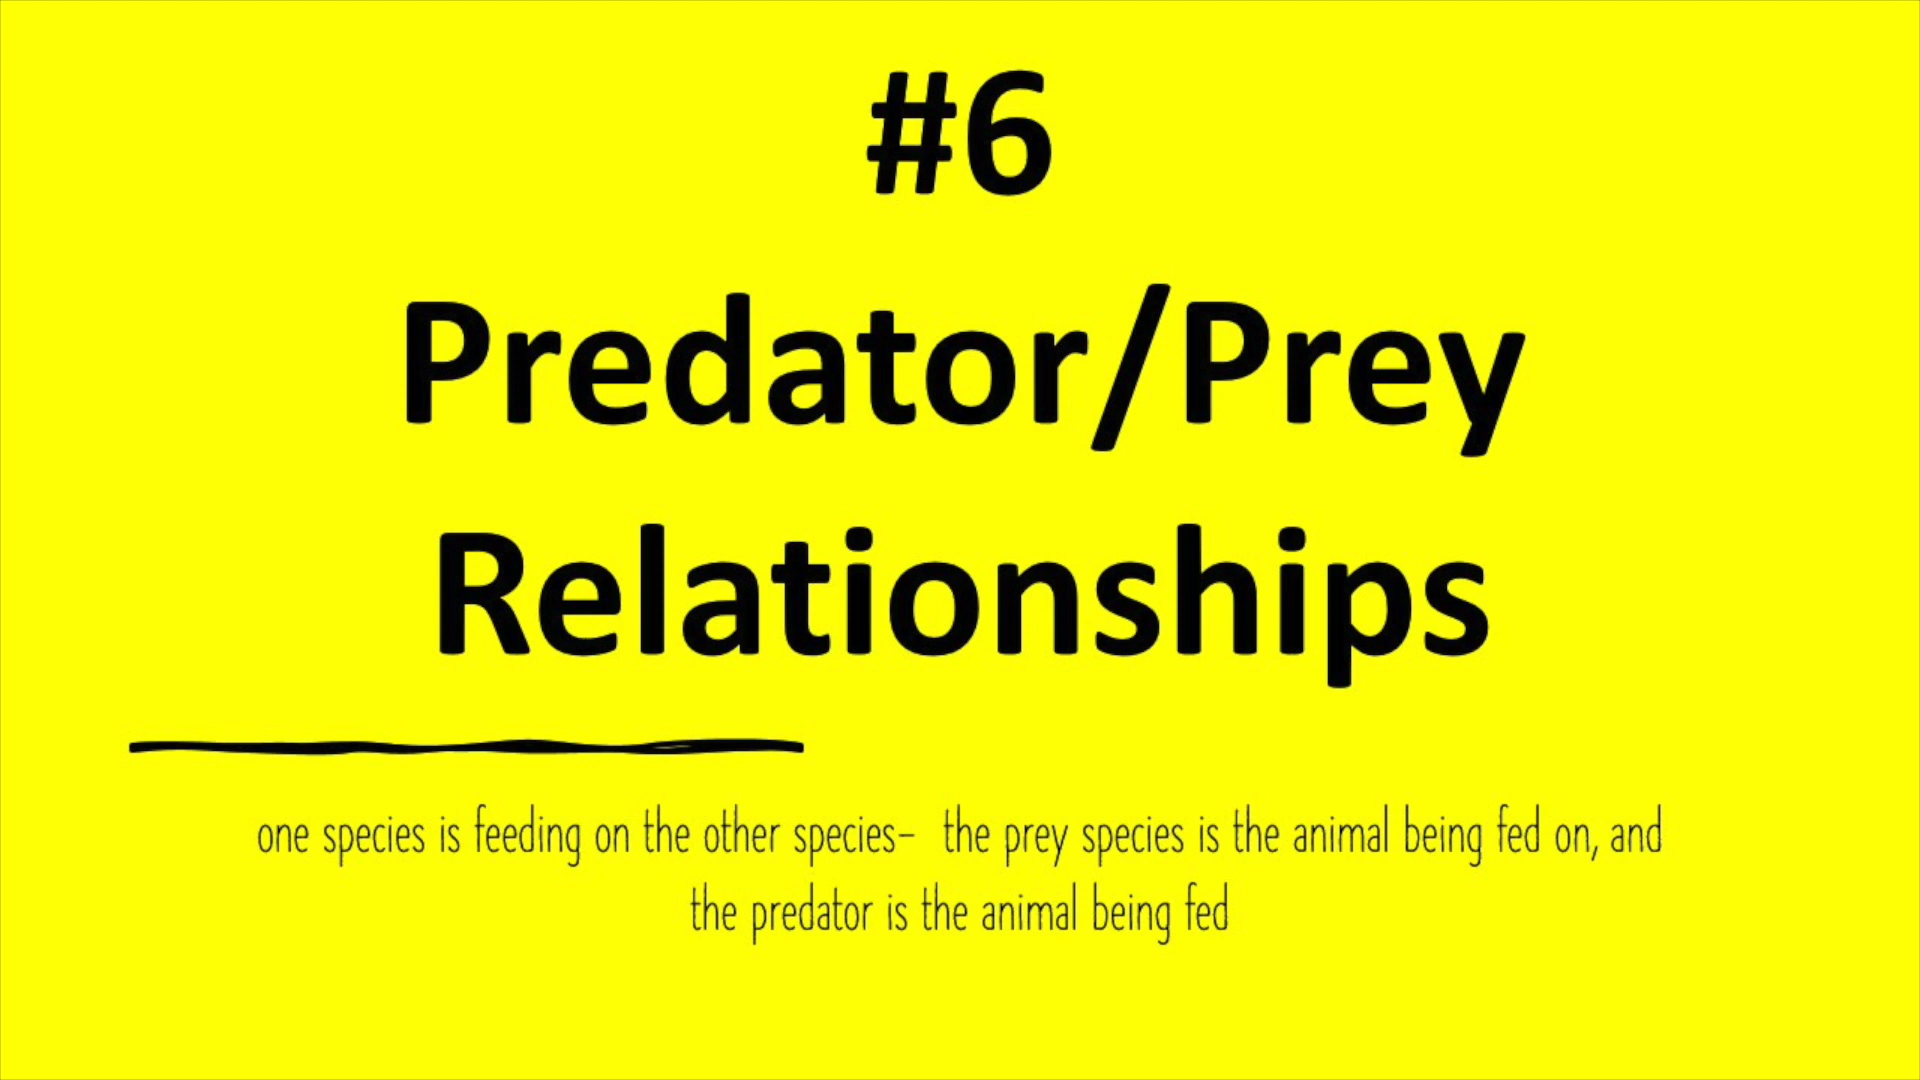 #6
Predator/Prey
Relationships
one species is feeding on the other species- the prey species is the animal being fed on, and
the predator is the animal being fed